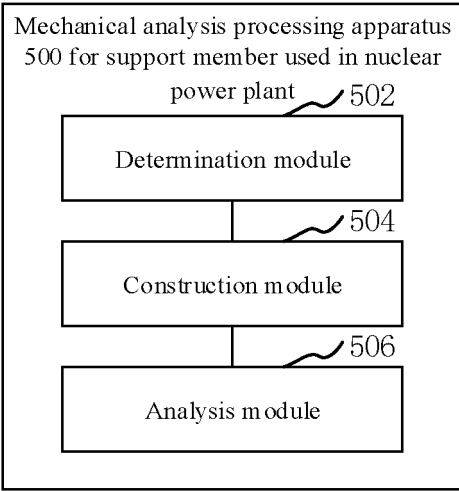 Mechanical analysis processing apparatus
500 for support member used in nuclear
power plant
502
Determination module
504
Construction module
506
Analysis module